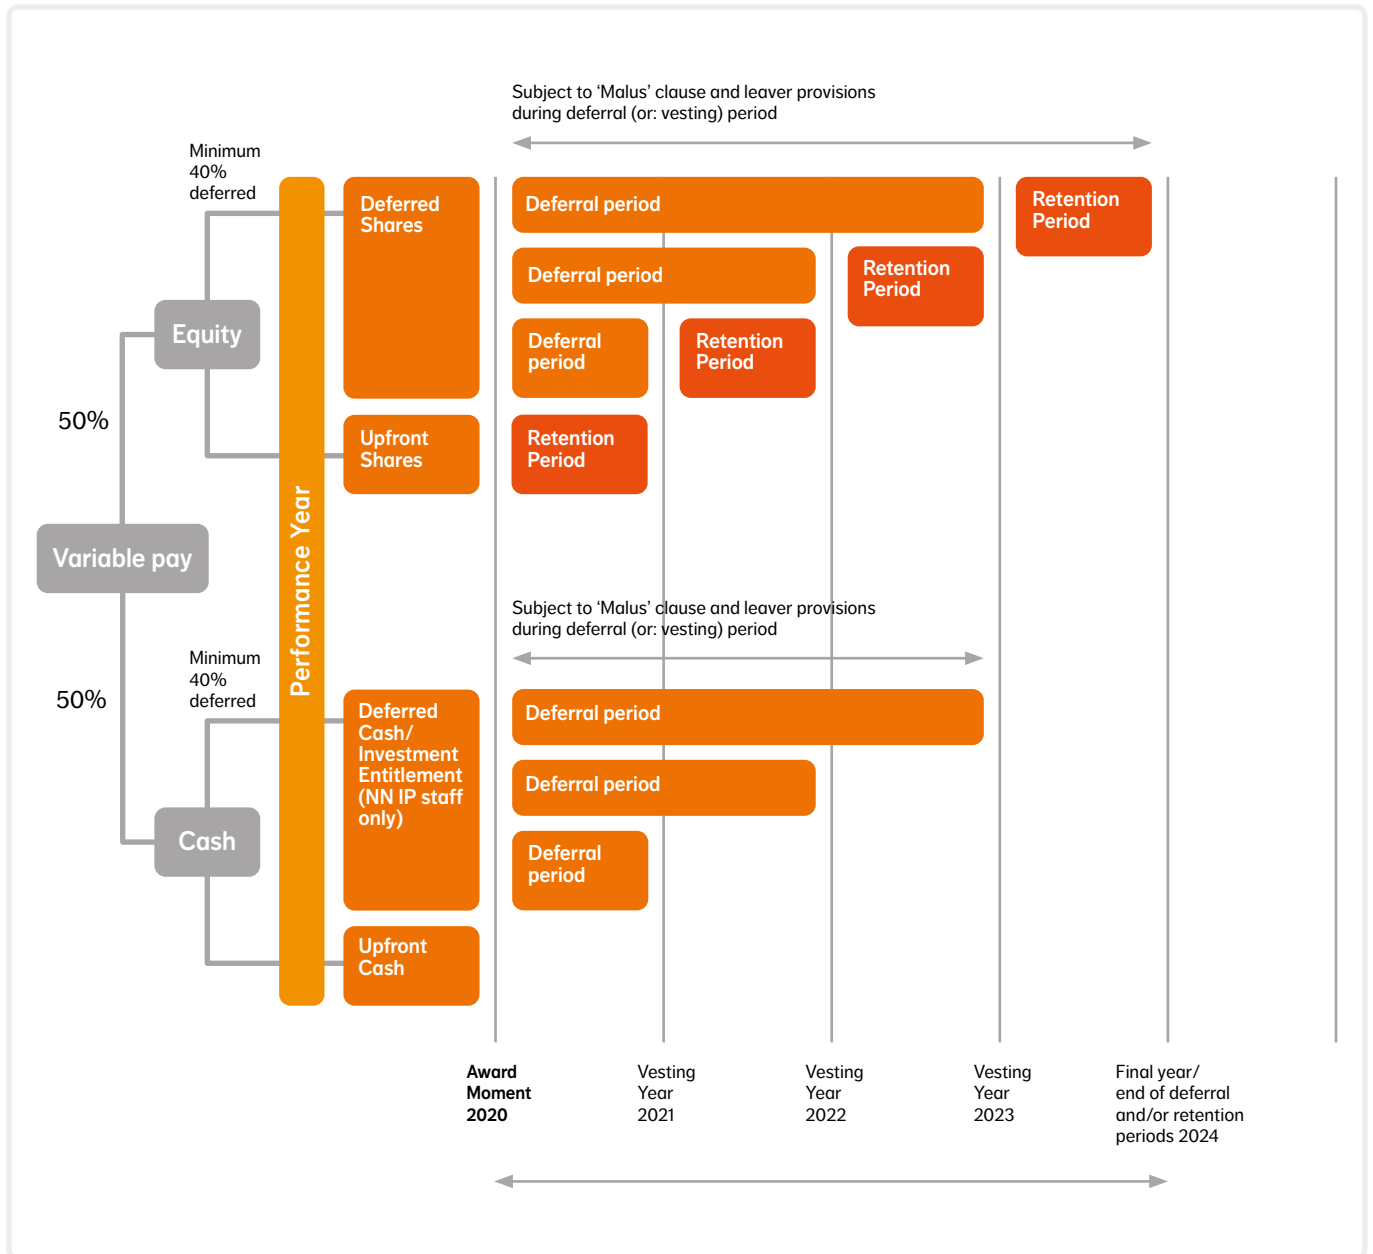 Subject to ‘Malus’ clause and leaver provisions
during deferral (or: vesting) period
Minimum
40%
deferred
Deferred
Shares
Deferral period
Retention
Period
Deferral period
Retention
Period
Equity
Deferral
period
Retention
Period
50%
Upfront
Shares
Retention
Period
Performance Year
Variable pay
Subject to ‘Malus’ clause and leaver provisions
during deferral (or: vesting) period
Minimum
40%
deferred
50%
Deferred
Cash/
Investment
Entitlement
(NN IP staff
only)
Deferral period
Deferral period
Cash
Deferral
period
Upfront
Cash
Award
Moment
2020
Vesting
Year
2021
Vesting
Year
2022
Vesting
Year
2023
Final year/
end of deferral
and/or retention
periods 2024